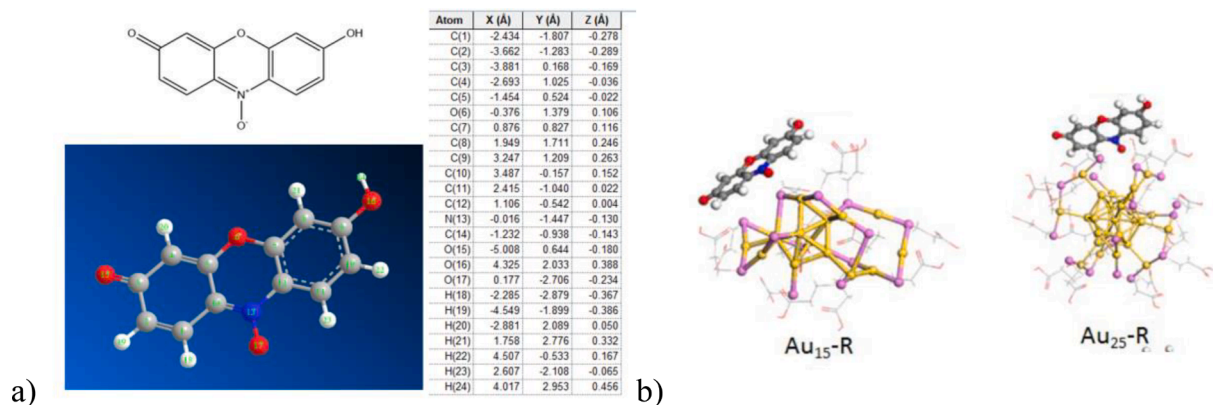 O
O
OH
N⁺
O⁻
Atom X (Å) Y (Å) Z (Å)
C(1) -2.434 -1.807 -0.278
C(2) -3.662 -1.283 -0.289
C(3) -3.881 0.168 -0.169
C(4) -2.693 1.025 -0.036
C(5) -1.454 0.524 -0.022
O(6) -0.376 1.379 0.106
C(7) 0.876 0.827 0.116
C(8) 1.949 1.711 0.246
C(9) 3.247 1.209 0.263
C(10) 3.487 -0.157 0.152
C(11) 2.415 -1.040 0.022
C(12) 1.106 -0.542 0.004
N(13) -0.016 -1.447 -0.130
C(14) -1.232 -0.938 -0.143
O(15) -5.008 0.644 -0.180
O(16) 4.325 2.033 0.388
O(17) 0.177 -2.706 -0.234
H(18) -2.285 -2.879 -0.367
H(19) -4.549 -1.899 -0.386
H(20) -2.881 2.089 0.050
H(21) 1.758 2.776 0.332
H(22) 4.507 -0.533 0.167
H(23) 2.607 -2.108 -0.065
H(24) 4.017 2.953 0.456
Au₁₅-R
Au₂₅-R
a)
b)